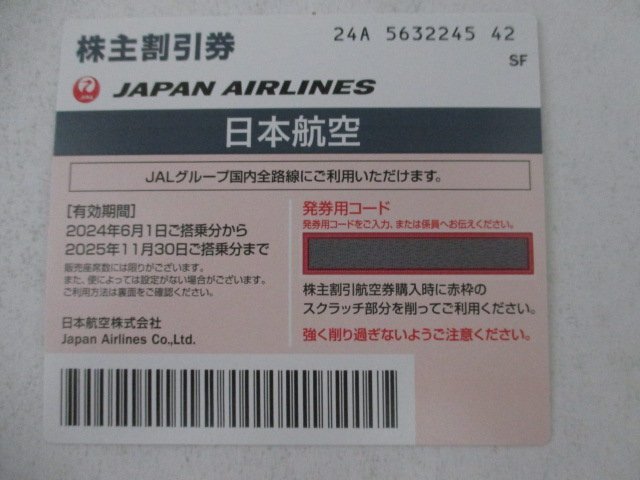 株主割引券
24A 5632245 42
SF
JAL JAPAN AIRLINES
日本航空
JALグループ国内全路線にご利用いただけます。
[有効期間]
2024年6月1日ご搭乗分から
2025年11月30日ご搭乗分まで
販売座席数には限りがございます。
また、便によっては設定がない場合がございます。
ご利用方法は裏面をご確認ください。
日本航空株式会社
Japan Airlines Co.,Ltd.
発券用コード
発券用コードをご入力、または係員へお伝えください。
株主割引航空券購入時に赤枠の
スクラッチ部分を削ってご利用ください。
強く削り過ぎないようご注意ください。